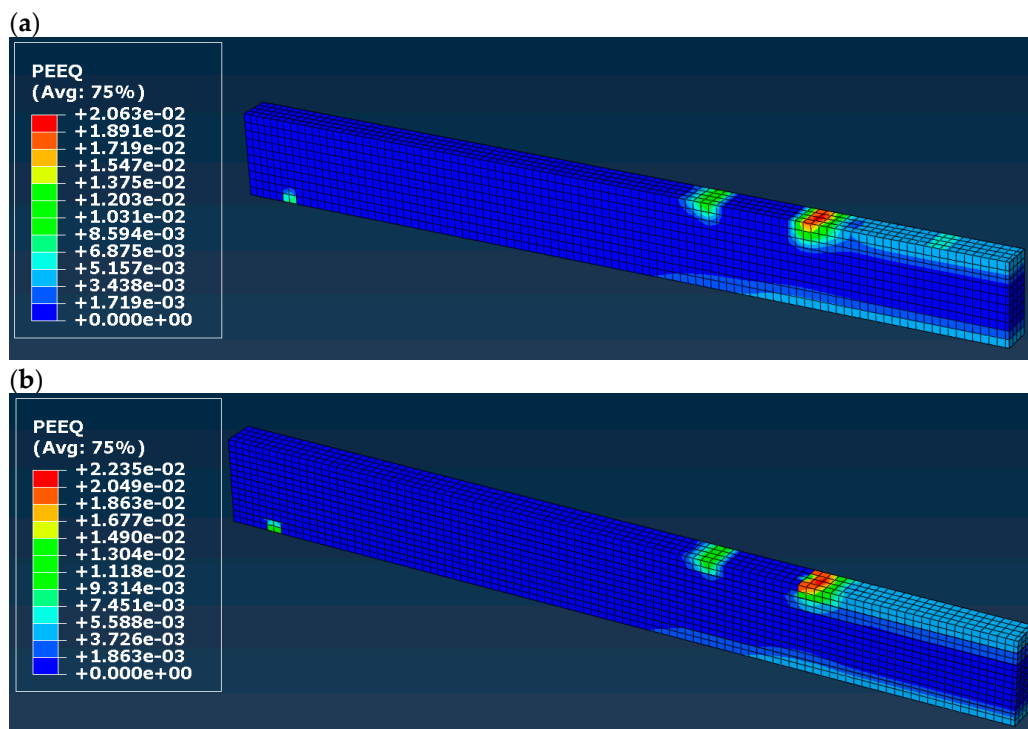 (a)
PEEQ
(Avg: 75%)
+2.063e-02
+1.891e-02
+1.719e-02
+1.547e-02
+1.375e-02
+1.203e-02
+1.031e-02
+8.594e-03
+6.875e-03
+5.157e-03
+3.438e-03
+1.719e-03
+0.000e+00
(b)
PEEQ
(Avg: 75%)
+2.235e-02
+2.049e-02
+1.863e-02
+1.677e-02
+1.490e-02
+1.304e-02
+1.118e-02
+9.314e-03
+7.451e-03
+5.588e-03
+3.726e-03
+1.863e-03
+0.000e+00